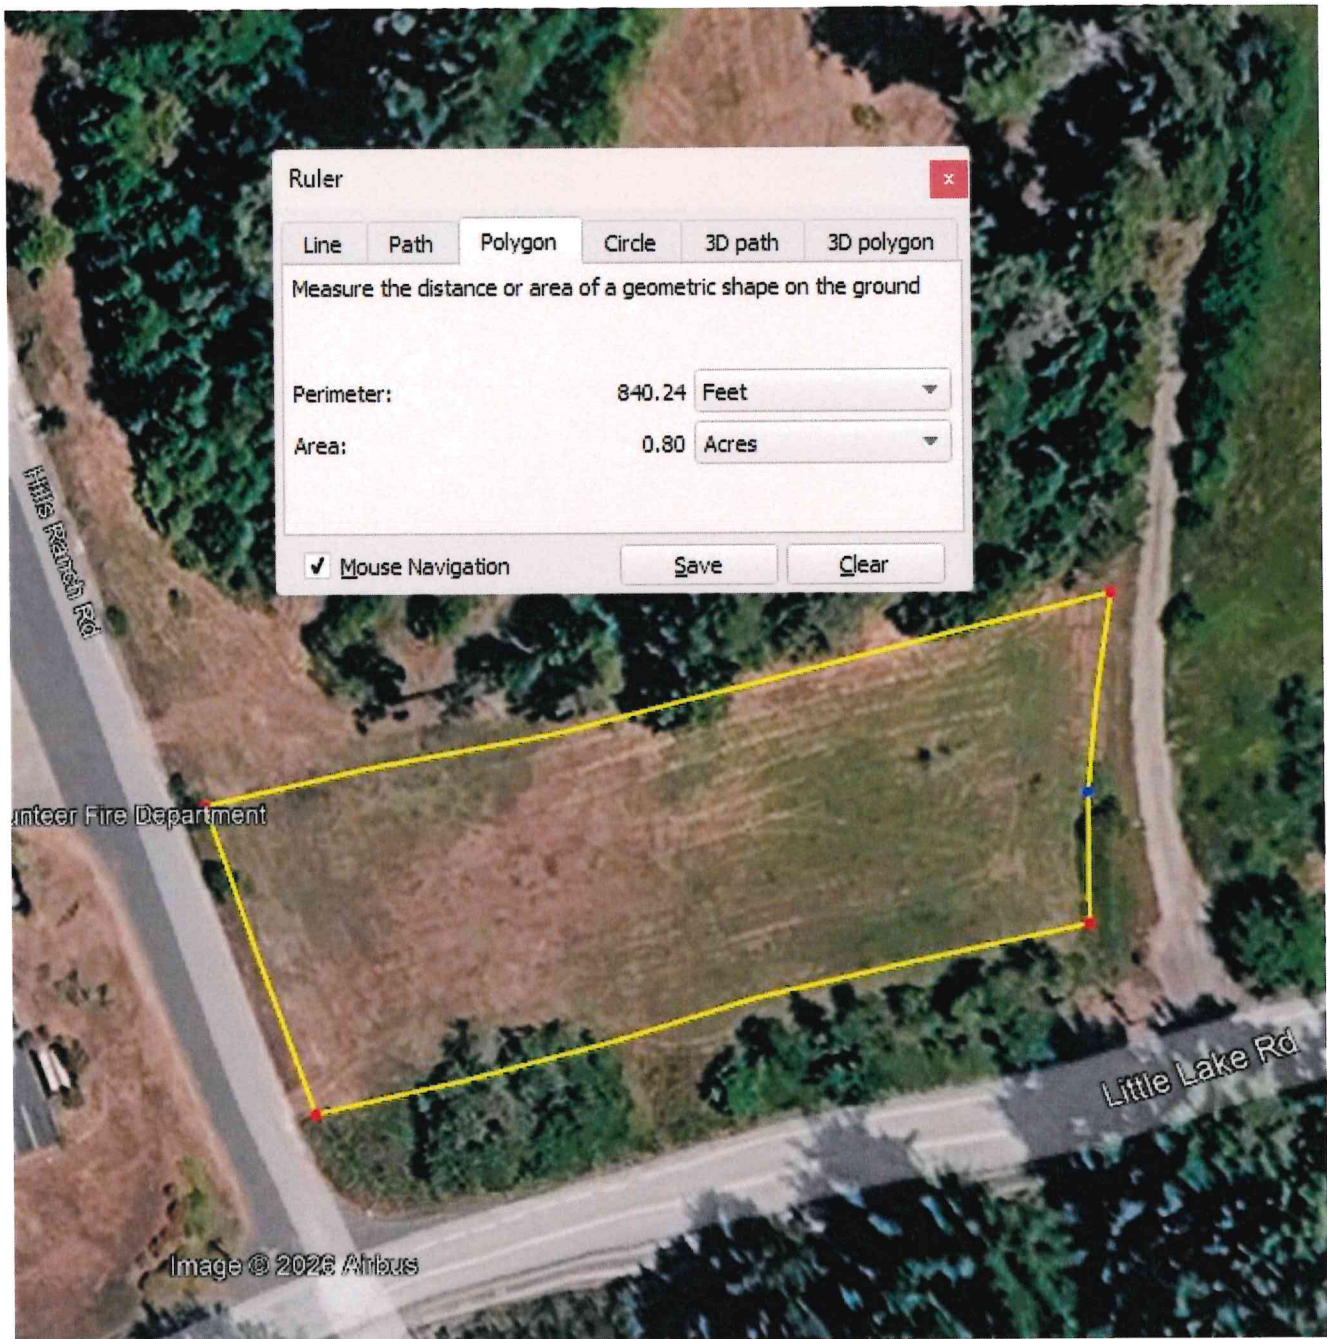 Ruler
x
Line Path Polygon Circle 3D path 3D polygon
Measure the distance or area of a geometric shape on the ground
Perimeter: 840.24 Feet
Area: 0.80 Acres
Mouse Navigation Save Clear
Hills Ranch Rd
unteer Fire Department
Little Lake Rd
Image © 2026 Airbus